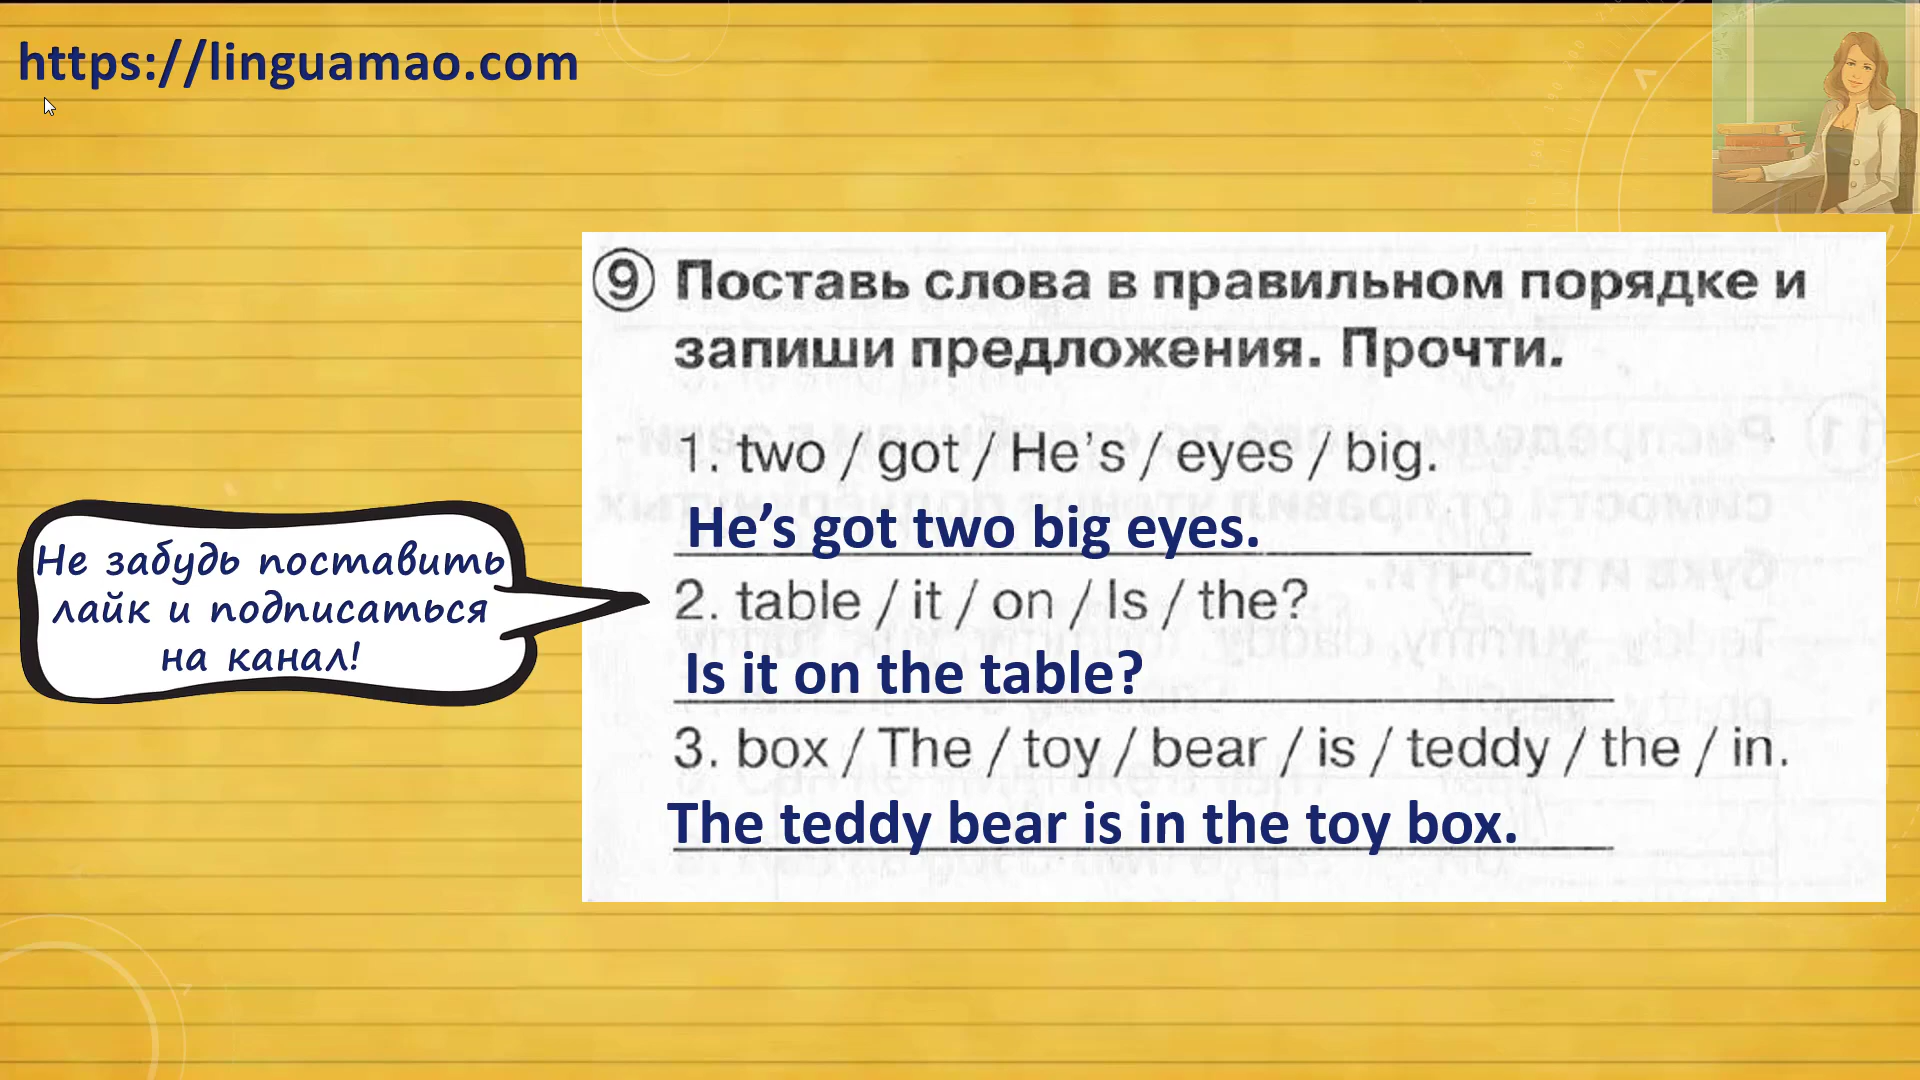 https://linguamao.com
9 Поставь слова в правильном порядке и
запиши предложения. Прочти.
1. two / got / He's / eyes / big.
He’s got two big eyes.
2. table / it / on / Is / the?
Is it on the table?
3. box / The / toy / bear / is / teddy / the / in.
The teddy bear is in the toy box.
Не забудь поставить
лайк и подписаться
на канал!